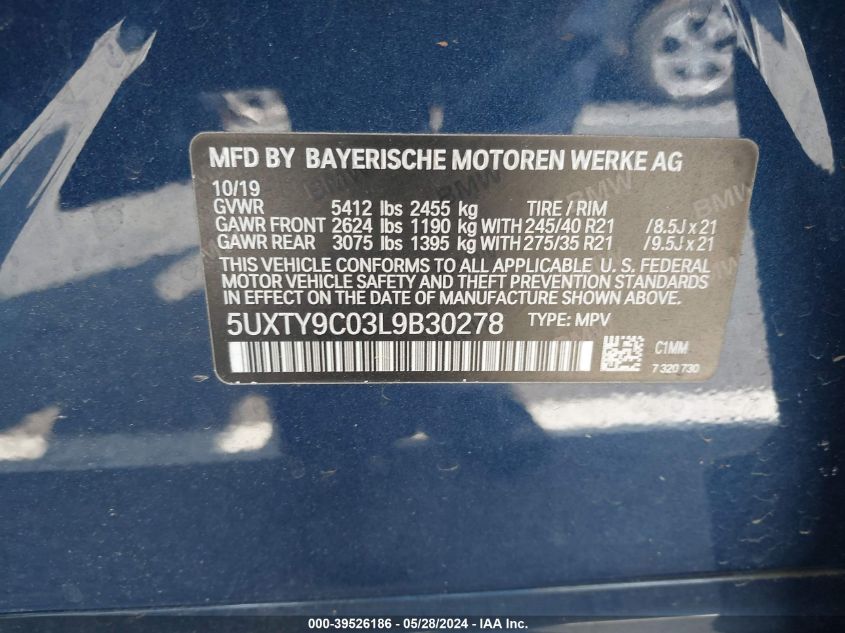 MFD BY BAYERISCHE MOTOREN WERKE AG
10/19
GVWR 5412 lbs 2455 kg TIRE / RIM
GAWR FRONT 2624 lbs 1190 kg WITH 245/40 R21 /8.5J x 21
GAWR REAR 3075 lbs 1395 kg WITH 275/35 R21 /9.5J x 21
THIS VEHICLE CONFORMS TO ALL APPLICABLE U. S. FEDERAL
MOTOR VEHICLE SAFETY AND THEFT PREVENTION STANDARDS
IN EFFECT ON THE DATE OF MANUFACTURE SHOWN ABOVE.
5UXTY9C03L9B30278 TYPE: MPV
C1MM
7 320 730
000-39526186 - 05/28/2024 - IAA Inc.